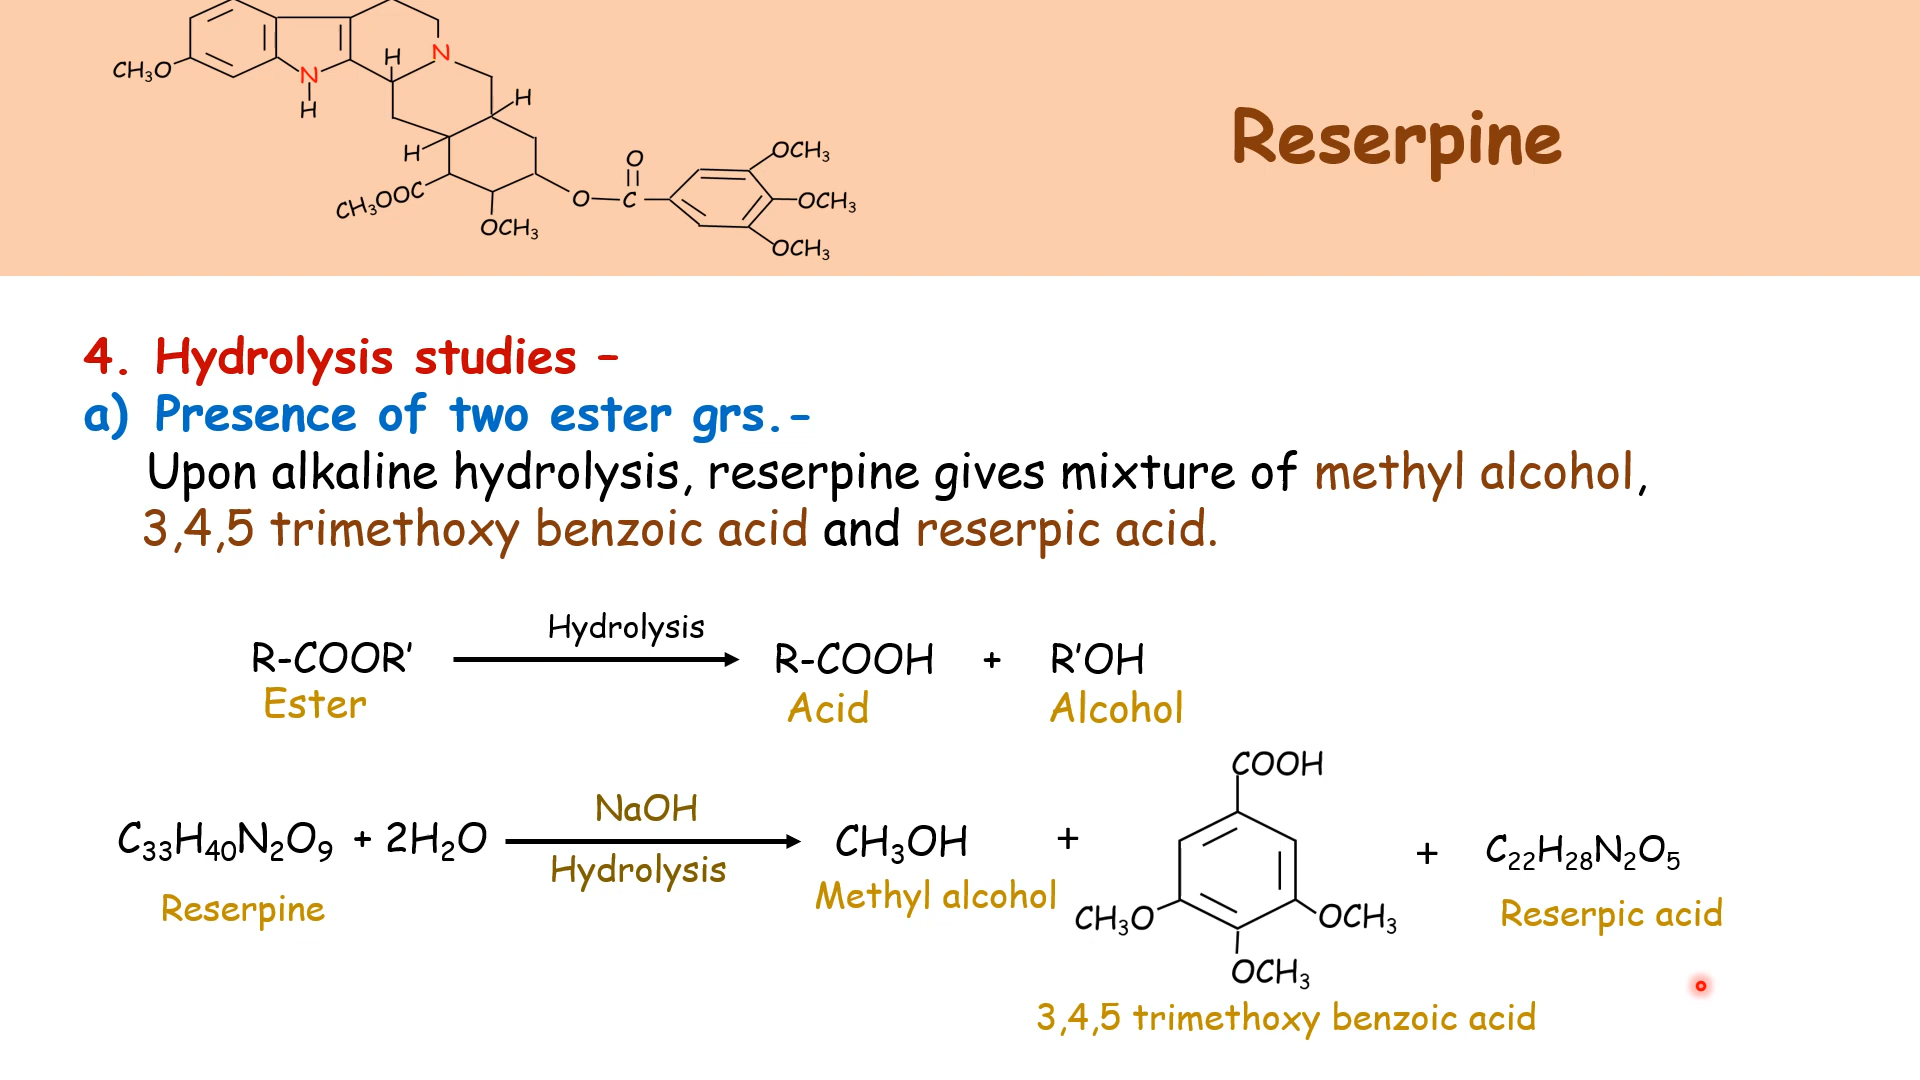 CH₃O
N
H
H
N
H
H
CH₃OOC
OCH₃
O
O
C
OCH₃
OCH₃
OCH₃
Reserpine
4. Hydrolysis studies –
a) Presence of two ester grs.-
Upon alkaline hydrolysis, reserpine gives mixture of methyl alcohol,
3,4,5 trimethoxy benzoic acid and reserpic acid.
Hydrolysis
R-COOR’ R-COOH + R’OH
Ester Acid Alcohol
COOH
NaOH
C₃₃H₄₀N₂O₉ + 2H₂O CH₃OH + + C₂₂H₂₈N₂O₅
Hydrolysis
Reserpine Methyl alcohol Reserpic acid
CH₃O OCH₃
OCH₃
3,4,5 trimethoxy benzoic acid